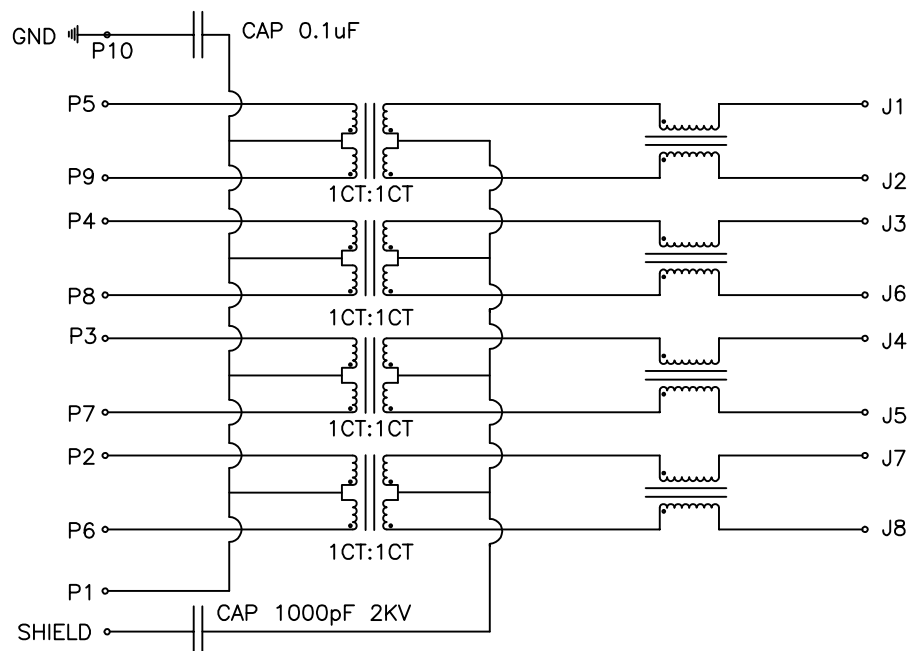 GND
P10
CAP 0.1uF
P5
J1
P9
J2
1CT:1CT
P4
J3
P8
J6
1CT:1CT
P3
J4
P7
J5
1CT:1CT
P2
J7
P6
J8
1CT:1CT
P1
CAP 1000pF 2KV
SHIELD